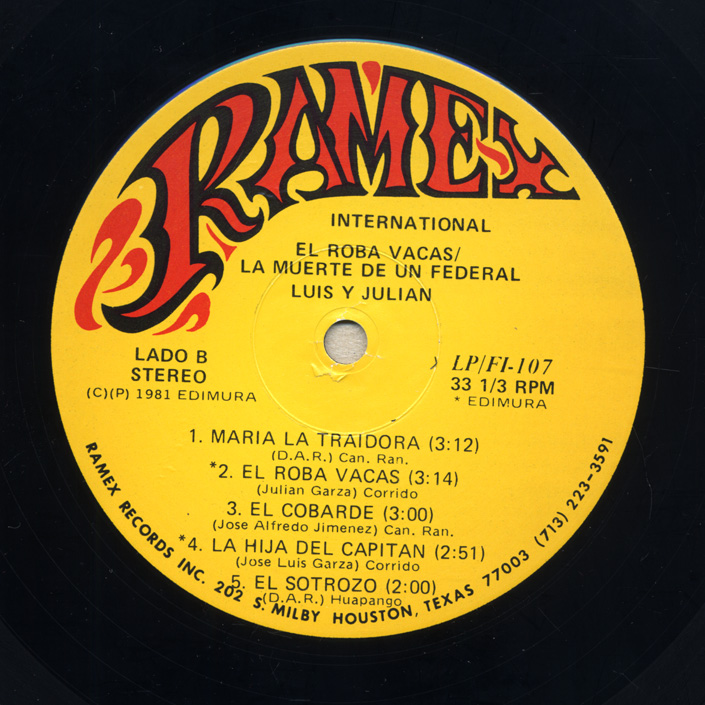 RAMEX
INTERNATIONAL
EL ROBA VACAS/
LA MUERTE DE UN FEDERAL
LUIS Y JULIAN
LADO B
STEREO
(C)(P) 1981 EDIMURA
LP/FI-107
33 1/3 RPM
* EDIMURA
1. MARIA LA TRAIDORA (3:12)
(D.A.R.) Can. Ran.
*2. EL ROBA VACAS (3:14)
(Julian Garza) Corrido
3. EL COBARDE (3:00)
(Jose Alfredo Jimenez) Can. Ran.
*4. LA HIJA DEL CAPITAN (2:51)
(Jose Luis Garza) Corrido
5. EL SOTROZO (2:00)
(D.A.R.) Huapango
RAMEX RECORDS INC. 202 S. MILBY HOUSTON, TEXAS 77003 (713) 223-3591